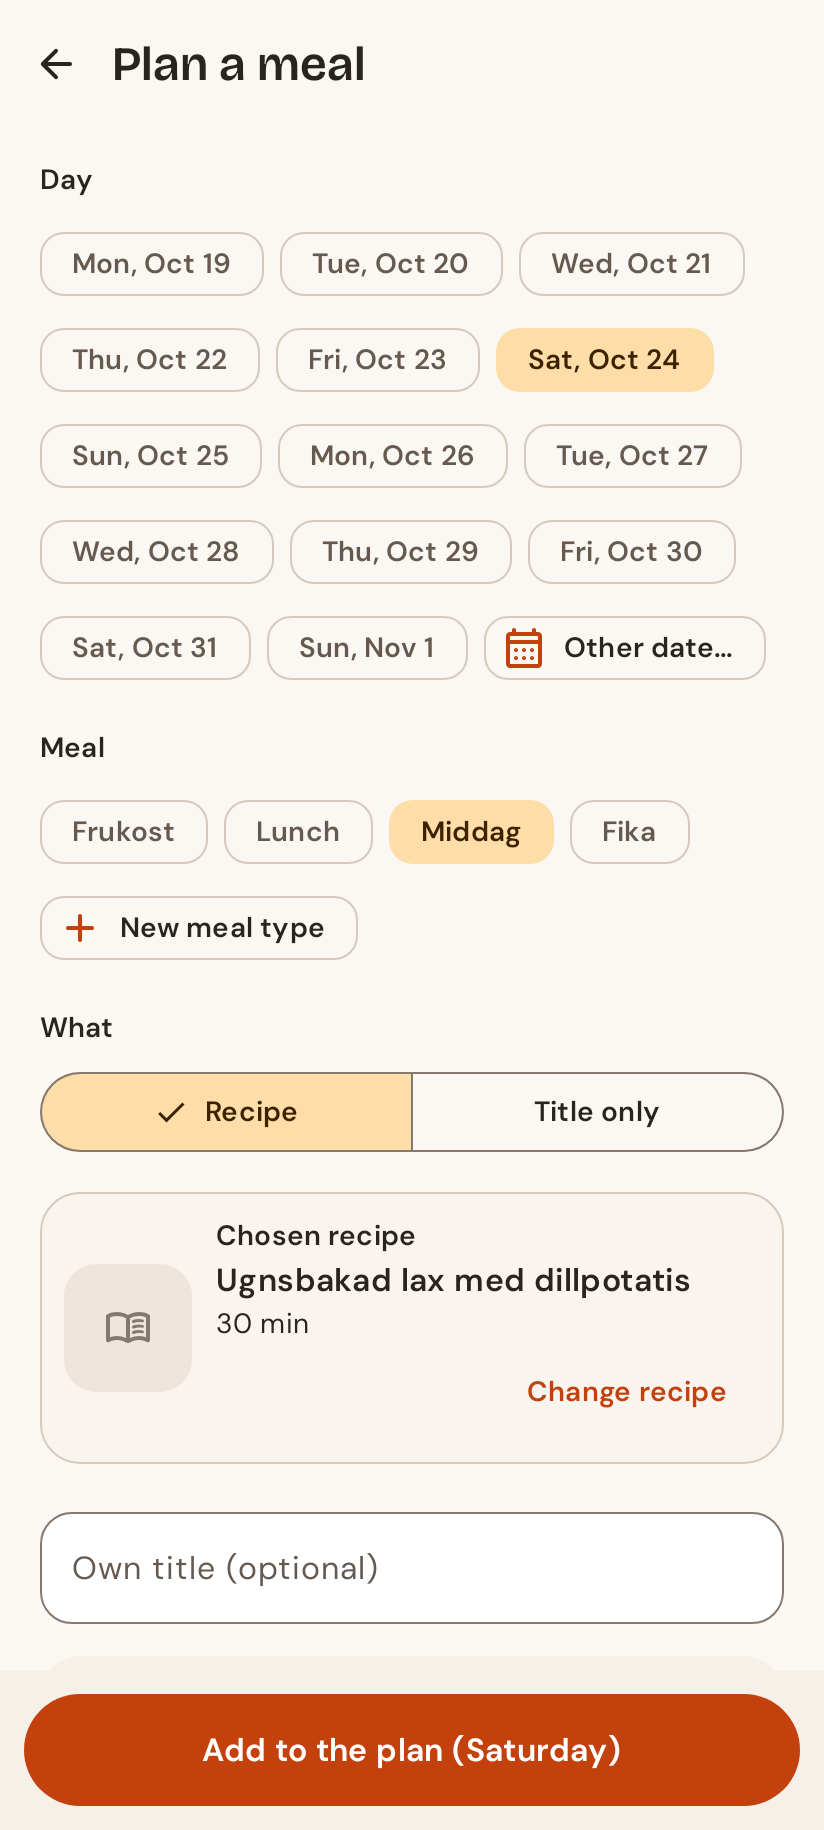 Plan a meal
Day
Mon, Oct 19
Tue, Oct 20
Wed, Oct 21
Thu, Oct 22
Fri, Oct 23
Sat, Oct 24
Sun, Oct 25
Mon, Oct 26
Tue, Oct 27
Wed, Oct 28
Thu, Oct 29
Fri, Oct 30
Sat, Oct 31
Sun, Nov 1
Other date...
Meal
Frukost
Lunch
Middag
Fika
New meal type
What
Recipe
Title only
Chosen recipe
Ugnsbakad lax med dillpotatis
30 min
Change recipe
Own title (optional)
Add to the plan (Saturday)